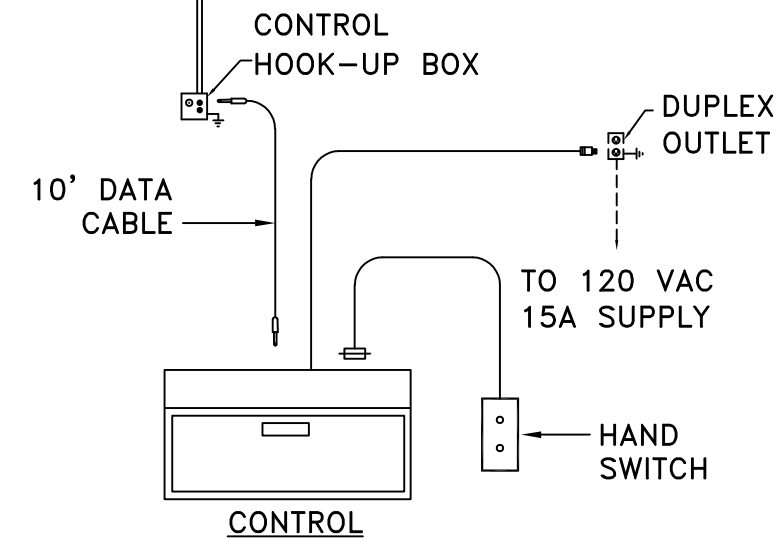 CONTROL
HOOK-UP BOX
DUPLEX
OUTLET
10' DATA
CABLE
TO 120 VAC
15A SUPPLY
HAND
SWITCH
CONTROL